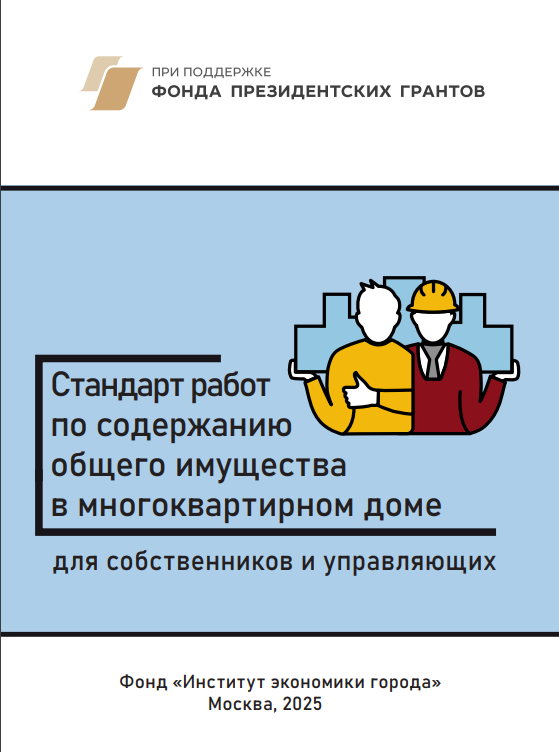 ПРИ ПОДДЕРЖКЕ
ФОНДА ПРЕЗИДЕНТСКИХ ГРАНТОВ
Стандарт работ
по содержанию
общего имущества
в многоквартирном доме
для собственников и управляющих
Фонд «Институт экономики города»
Москва, 2025